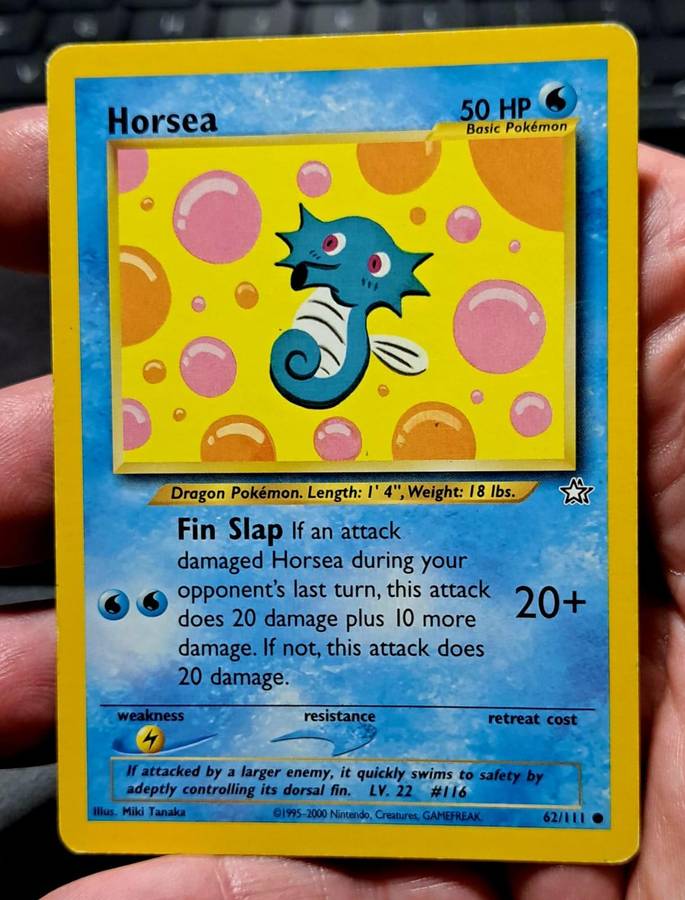 Horsea
50 HP
Basic Pokémon
Dragon Pokémon. Length: 1' 4", Weight: 18 lbs.
Fin Slap If an attack
damaged Horsea during your
opponent's last turn, this attack
does 20 damage plus 10 more
damage. If not, this attack does
20 damage.
20+
weakness
resistance
retreat cost
If attacked by a larger enemy, it quickly swims to safety by
adeptly controlling its dorsal fin. LV. 22 #116
Illus. Miki Tanaka
©1995-2000 Nintendo, Creatures, GAMEFREAK.
62/111